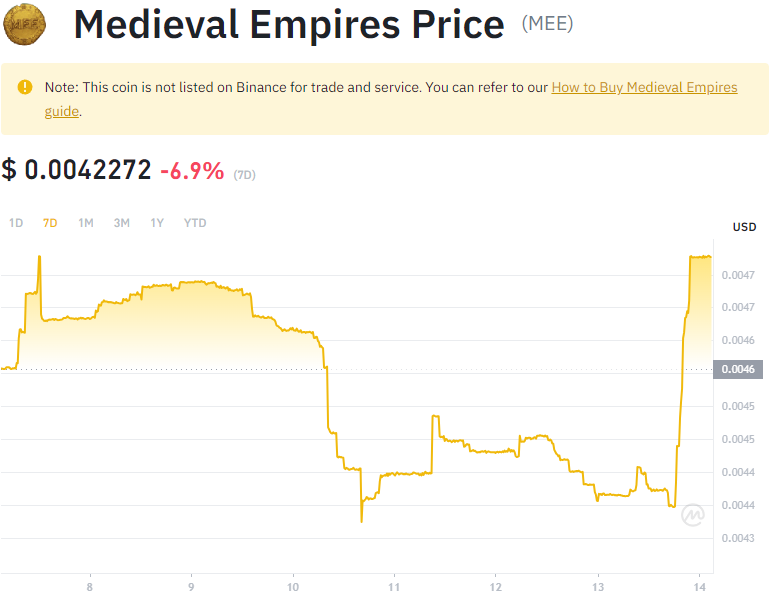 MEE
Medieval Empires Price (MEE)
Note: This coin is not listed on Binance for trade and service. You can refer to our How to Buy Medieval Empires
guide.
$ 0.0042272 -6.9% (7D)
1D 7D 1M 3M 1Y YTD
USD
0.0047
0.0047
0.0046
0.0046
0.0045
0.0045
0.0044
0.0044
0.0043
8 9 10 11 12 13 14